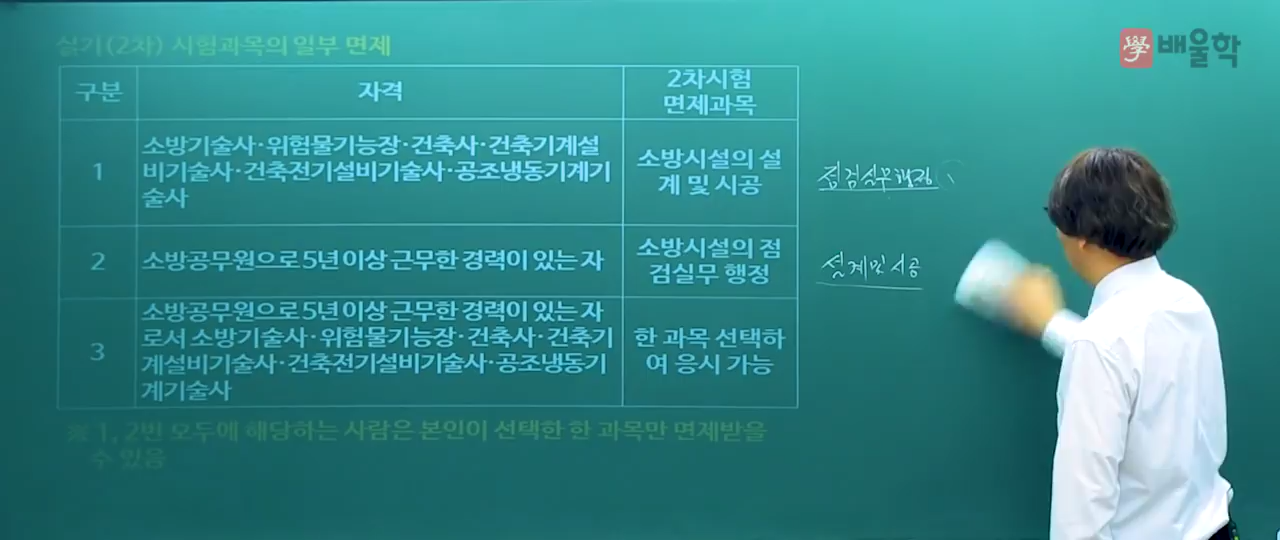 실기(2차) 시험과목의 일부 면제
學 배울학
구분
자격
2차시험
면제과목
1
소방기술사·위험물기능장·건축사·건축기계설
비기술사·건축전기설비기술사·공조냉동기계기
술사
소방시설의 설
계 및 시공
점검실무행정
2
소방공무원으로 5년 이상 근무한 경력이 있는 자
소방시설의 점
검실무 행정
설계 및 시공
3
소방공무원으로 5년 이상 근무한 경력이 있는 자
로서 소방기술사·위험물기능장·건축사·건축기
계설비기술사·건축전기설비기술사·공조냉동기
계기술사
한 과목 선택하
여 응시 가능
※ 1, 2번 모두에 해당하는 사람은 본인이 선택한 한 과목만 면제받을
수 있음